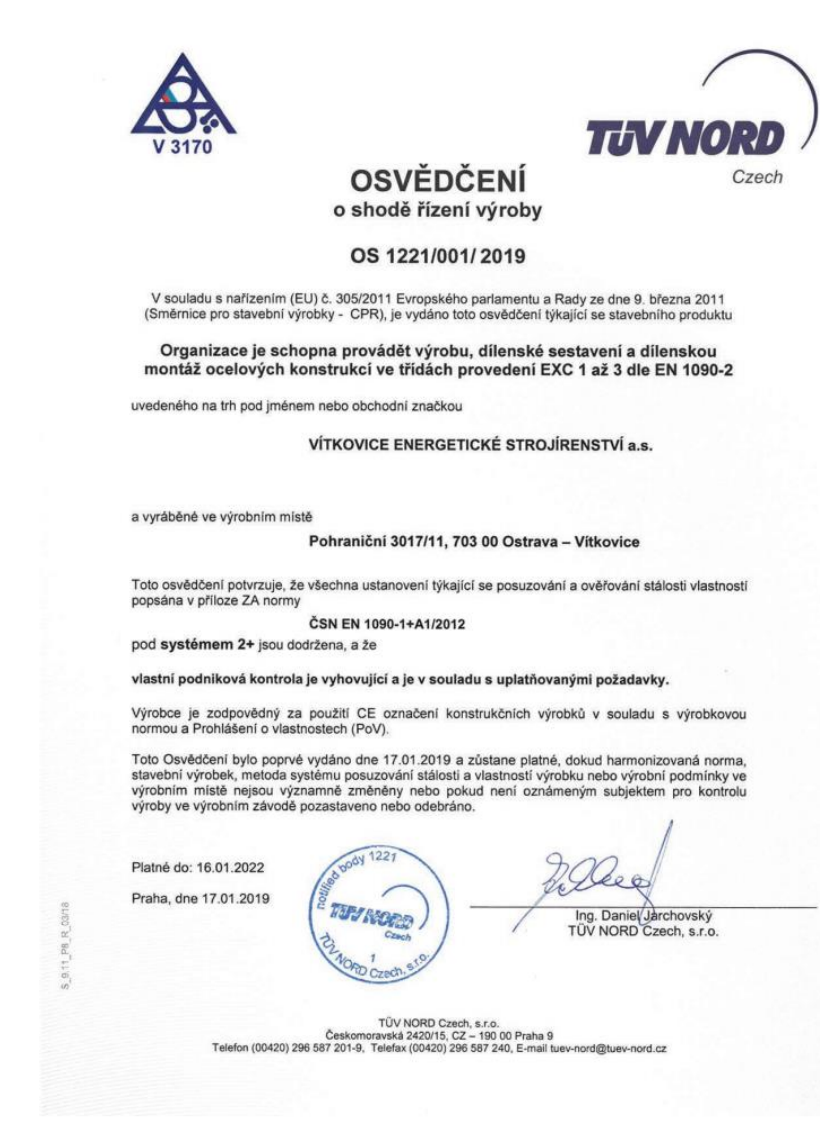 V 3170
TÜV NORD
Czech
OSVĚDČENÍ
o shodě řízení výroby
OS 1221/001/ 2019
V souladu s nařízením (EU) č. 305/2011 Evropského parlamentu a Rady ze dne 9. března 2011
(Směrnice pro stavební výrobky - CPR), je vydáno toto osvědčení týkající se stavebního produktu
Organizace je schopna provádět výrobu, dílenské sestavení a dílenskou
montáž ocelových konstrukcí ve třídách provedení EXC 1 až 3 dle EN 1090-2
uvedeného na trh pod jménem nebo obchodní značkou
VÍTKOVICE ENERGETICKÉ STROJÍRENSTVÍ a.s.
a vyráběné ve výrobním místě
Pohraniční 3017/11, 703 00 Ostrava – Vítkovice
Toto osvědčení potvrzuje, že všechna ustanovení týkající se posuzování a ověřování stálosti vlastností
popsána v příloze ZA normy
ČSN EN 1090-1+A1/2012
pod systémem 2+ jsou dodržena, a že
vlastní podniková kontrola je vyhovující a je v souladu s uplatňovanými požadavky.
Výrobce je zodpovědný za použití CE označení konstrukčních výrobků v souladu s výrobkovou
normou a Prohlášení o vlastnostech (PoV).
Toto Osvědčení bylo poprvé vydáno dne 17.01.2019 a zůstane platné, dokud harmonizovaná norma,
stavební výrobek, metoda systému posuzování stálosti a vlastností výrobku nebo výrobní podmínky ve
výrobním místě nejsou významně změněny nebo pokud není oznámeným subjektem pro kontrolu
výroby ve výrobním závodě pozastaveno nebo odebráno.
Platné do: 16.01.2022
Praha, dne 17.01.2019
notified body 1221
TÜV NORD
Czech
1
TÜV NORD Czech, s.r.o.
Ing. Daniel Jarchovský
TÜV NORD Czech, s.r.o.
S_9.11_P8_R_03/18
TÜV NORD Czech, s.r.o.
Českomoravská 2420/15, CZ – 190 00 Praha 9
Telefon (00420) 296 587 201-9, Telefax (00420) 296 587 240, E-mail tuev-nord@tuev-nord.cz